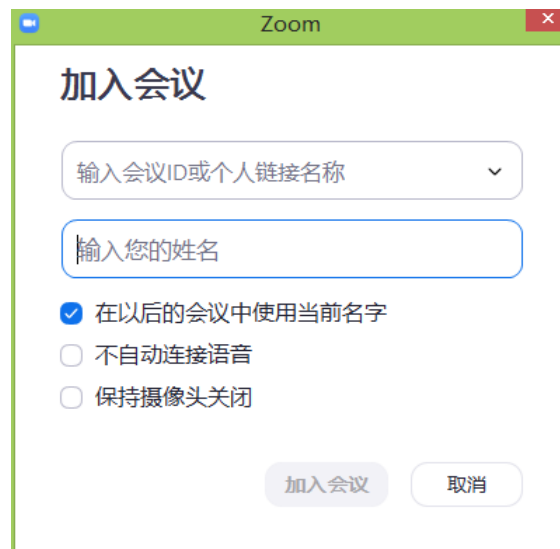 Zoom
加入会议
输入会议ID或个人链接名称
输入您的姓名
在以后的会议中使用当前名字
不自动连接语音
保持摄像头关闭
加入会议 取消